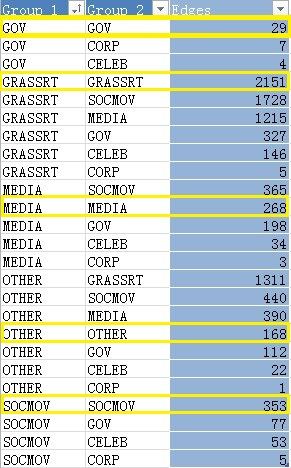 Group 1 Group 2 Edges
GOV GOV 29
GOV CORP 7
GOV CELEB 4
GRASSRT GRASSRT 2151
GRASSRT SOCMOV 1728
GRASSRT MEDIA 1215
GRASSRT GOV 327
GRASSRT CELEB 146
GRASSRT CORP 5
MEDIA SOCMOV 365
MEDIA MEDIA 268
MEDIA GOV 198
MEDIA CELEB 34
MEDIA CORP 3
OTHER GRASSRT 1311
OTHER SOCMOV 440
OTHER MEDIA 390
OTHER OTHER 168
OTHER GOV 112
OTHER CELEB 22
OTHER CORP 1
SOCMOV SOCMOV 353
SOCMOV GOV 77
SOCMOV CELEB 53
SOCMOV CORP 5